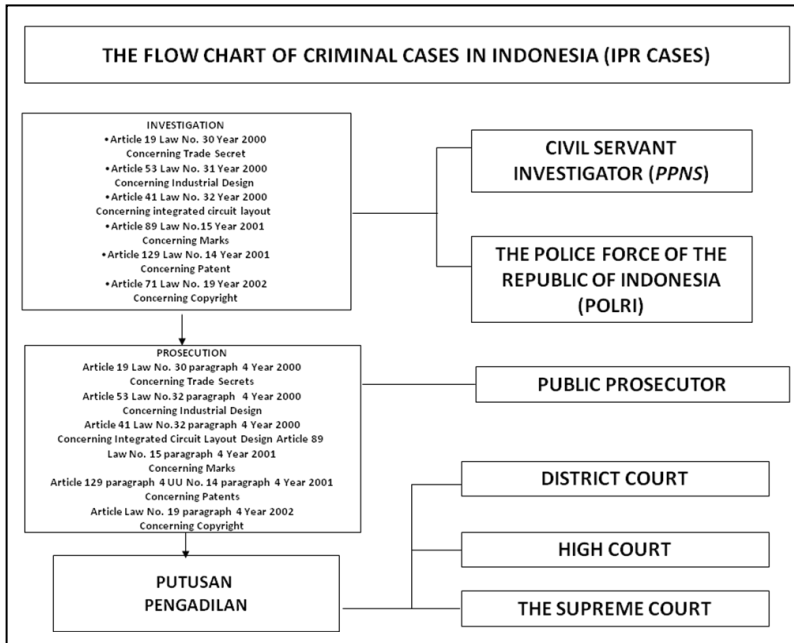 THE FLOW CHART OF CRIMINAL CASES IN INDONESIA (IPR CASES)
INVESTIGATION
• Article 19 Law No. 30 Year 2000
Concerning Trade Secret
• Article 53 Law No. 31 Year 2000
Concerning Industrial Design
• Article 41 Law No. 32 Year 2000
Concerning integrated circuit layout
• Article 89 Law No.15 Year 2001
Concerning Marks
• Article 129 Law No. 14 Year 2001
Concerning Patent
• Article 71 Law No. 19 Year 2002
Concerning Copyright
CIVIL SERVANT
INVESTIGATOR (PPNS)
THE POLICE FORCE OF THE
REPUBLIC OF INDONESIA
(POLRI)
PROSECUTION
Article 19 Law No. 30 paragraph 4 Year 2000
Concerning Trade Secrets
Article 53 Law No.32 paragraph 4 Year 2000
Concerning Industrial Design
Article 41 Law No.32 paragraph 4 Year 2000
Concerning Integrated Circuit Layout Design Article 89
Law No. 15 paragraph 4 Year 2001
Concerning Marks
Article 129 paragraph 4 UU No. 14 paragraph 4 Year 2001
Concerning Patents
Article Law No. 19 paragraph 4 Year 2002
Concerning Copyright
PUBLIC PROSECUTOR
PUTUSAN
PENGADILAN
DISTRICT COURT
HIGH COURT
THE SUPREME COURT